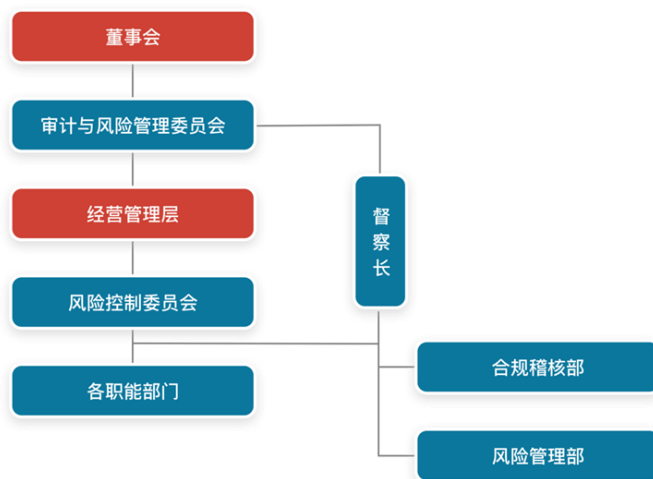 董事会
审计与风险管理委员会
经营管理层
督察长
风险控制委员会
合规稽核部
各职能部门
风险管理部